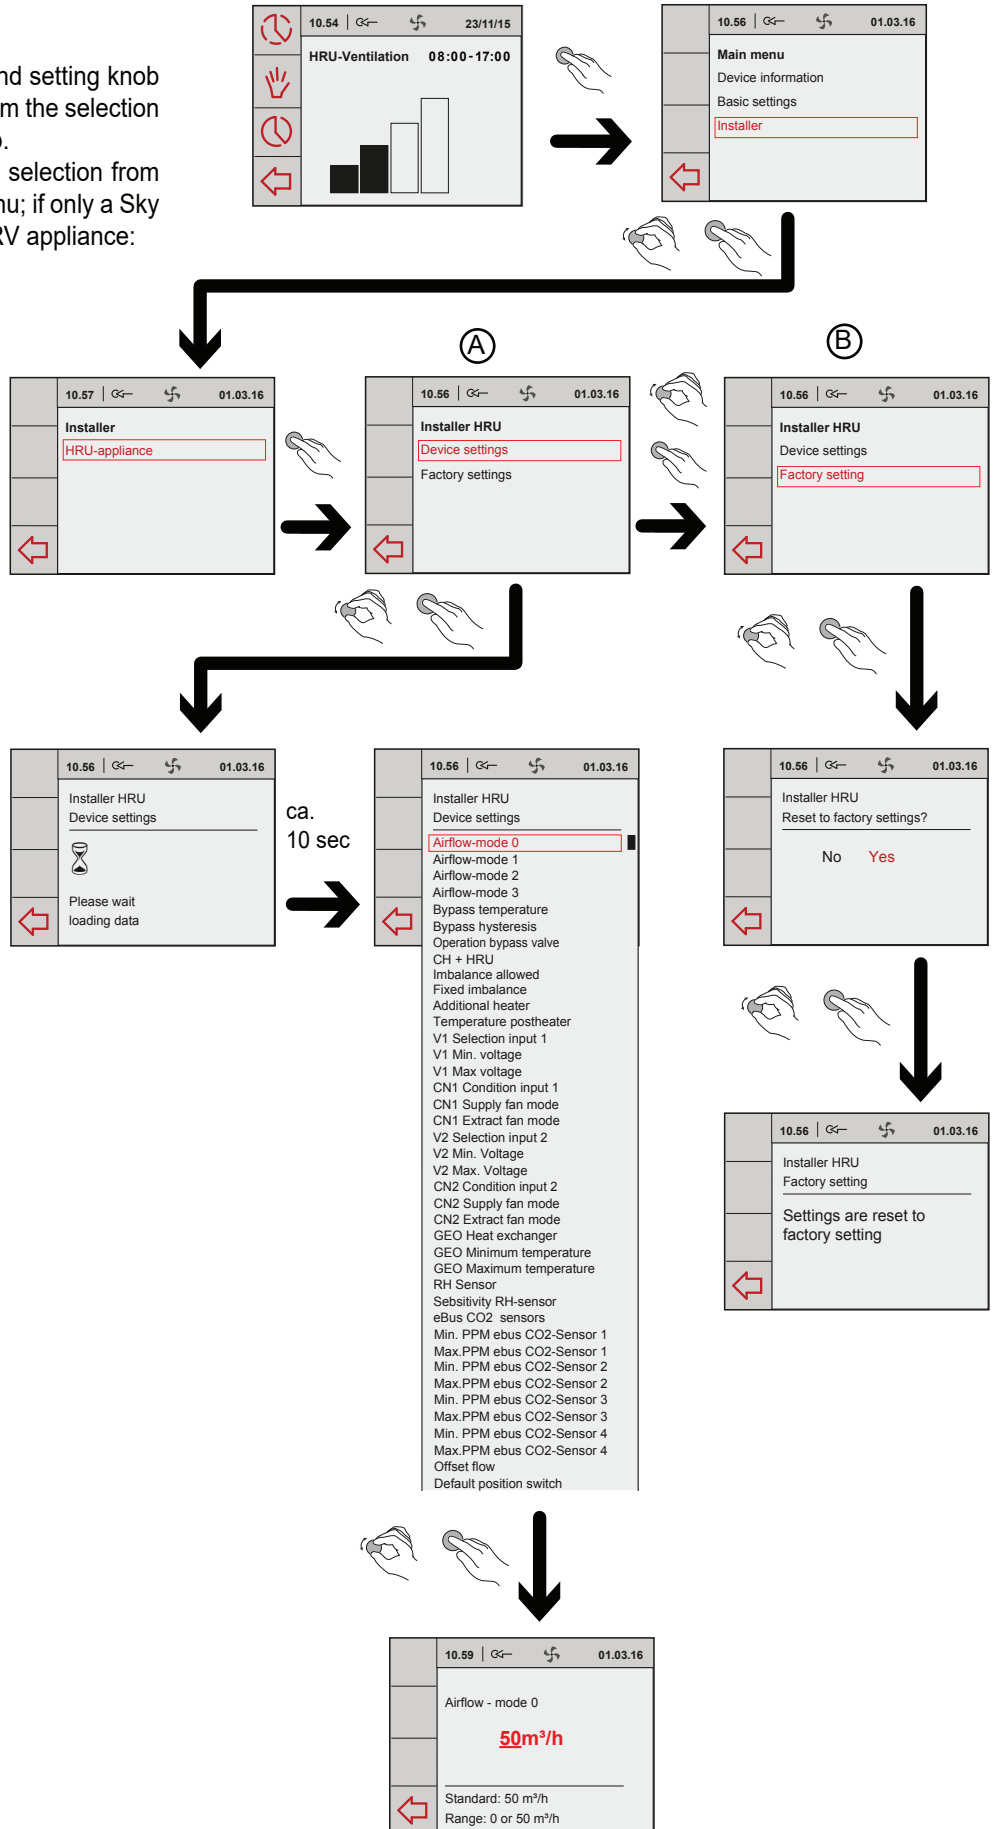 nd setting knob
m the selection
o.
selection from
nu; if only a Sky
RV appliance:
10.54 23/11/15
HRU-Ventilation 08:00-17:00
10.56 01.03.16
Main menu
Device information
Basic settings
Installer
A
B
10.57 01.03.16
Installer
HRU-appliance
10.56 01.03.16
Installer HRU
Device settings
Factory settings
10.56 01.03.16
Installer HRU
Device settings
Factory setting
10.56 01.03.16
Installer HRU
Device settings
Please wait
loading data
ca.
10 sec
10.56 01.03.16
Installer HRU
Device settings
Airflow-mode 0
Airflow-mode 1
Airflow-mode 2
Airflow-mode 3
Bypass temperature
Bypass hysteresis
Operation bypass valve
CH + HRU
Imbalance allowed
Fixed imbalance
Additional heater
Temperature postheater
V1 Selection input 1
V1 Min. voltage
V1 Max voltage
CN1 Condition input 1
CN1 Supply fan mode
CN1 Extract fan mode
V2 Selection input 2
V2 Min. Voltage
V2 Max. Voltage
CN2 Condition input 2
CN2 Supply fan mode
CN2 Extract fan mode
GEO Heat exchanger
GEO Minimum temperature
GEO Maximum temperature
RH Sensor
Sebsitivity RH-sensor
eBus CO2 sensors
Min. PPM ebus CO2-Sensor 1
Max.PPM ebus CO2-Sensor 1
Min. PPM ebus CO2-Sensor 2
Max.PPM ebus CO2-Sensor 2
Min. PPM ebus CO2-Sensor 3
Max.PPM ebus CO2-Sensor 3
Min. PPM ebus CO2-Sensor 4
Max.PPM ebus CO2-Sensor 4
Offset flow
Default position switch
10.56 01.03.16
Installer HRU
Reset to factory settings?
No Yes
10.56 01.03.16
Installer HRU
Factory setting
Settings are reset to
factory setting
10.59 01.03.16
Airflow - mode 0
50m³/h
Standard: 50 m³/h
Range: 0 or 50 m³/h